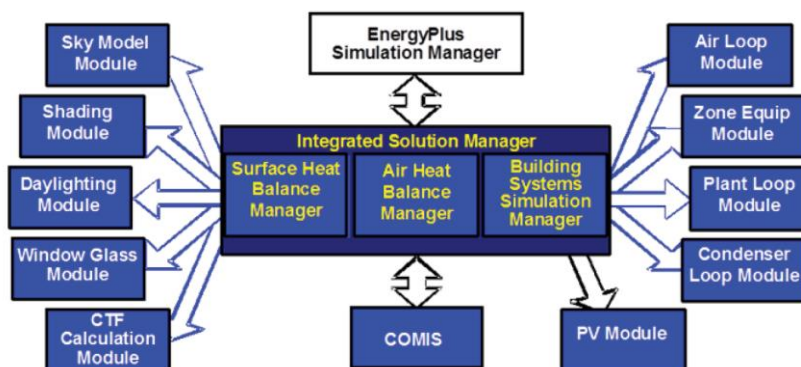 EnergyPlus
Simulation Manager
Sky Model
Module
Shading
Module
Daylighting
Module
Window Glass
Module
CTF
Calculation
Module
Integrated Solution Manager
Surface Heat
Balance
Manager
Air Heat
Balance
Manager
Building
Systems
Simulation
Manager
COMIS
PV Module
Air Loop
Module
Zone Equip
Module
Plant Loop
Module
Condenser
Loop Module